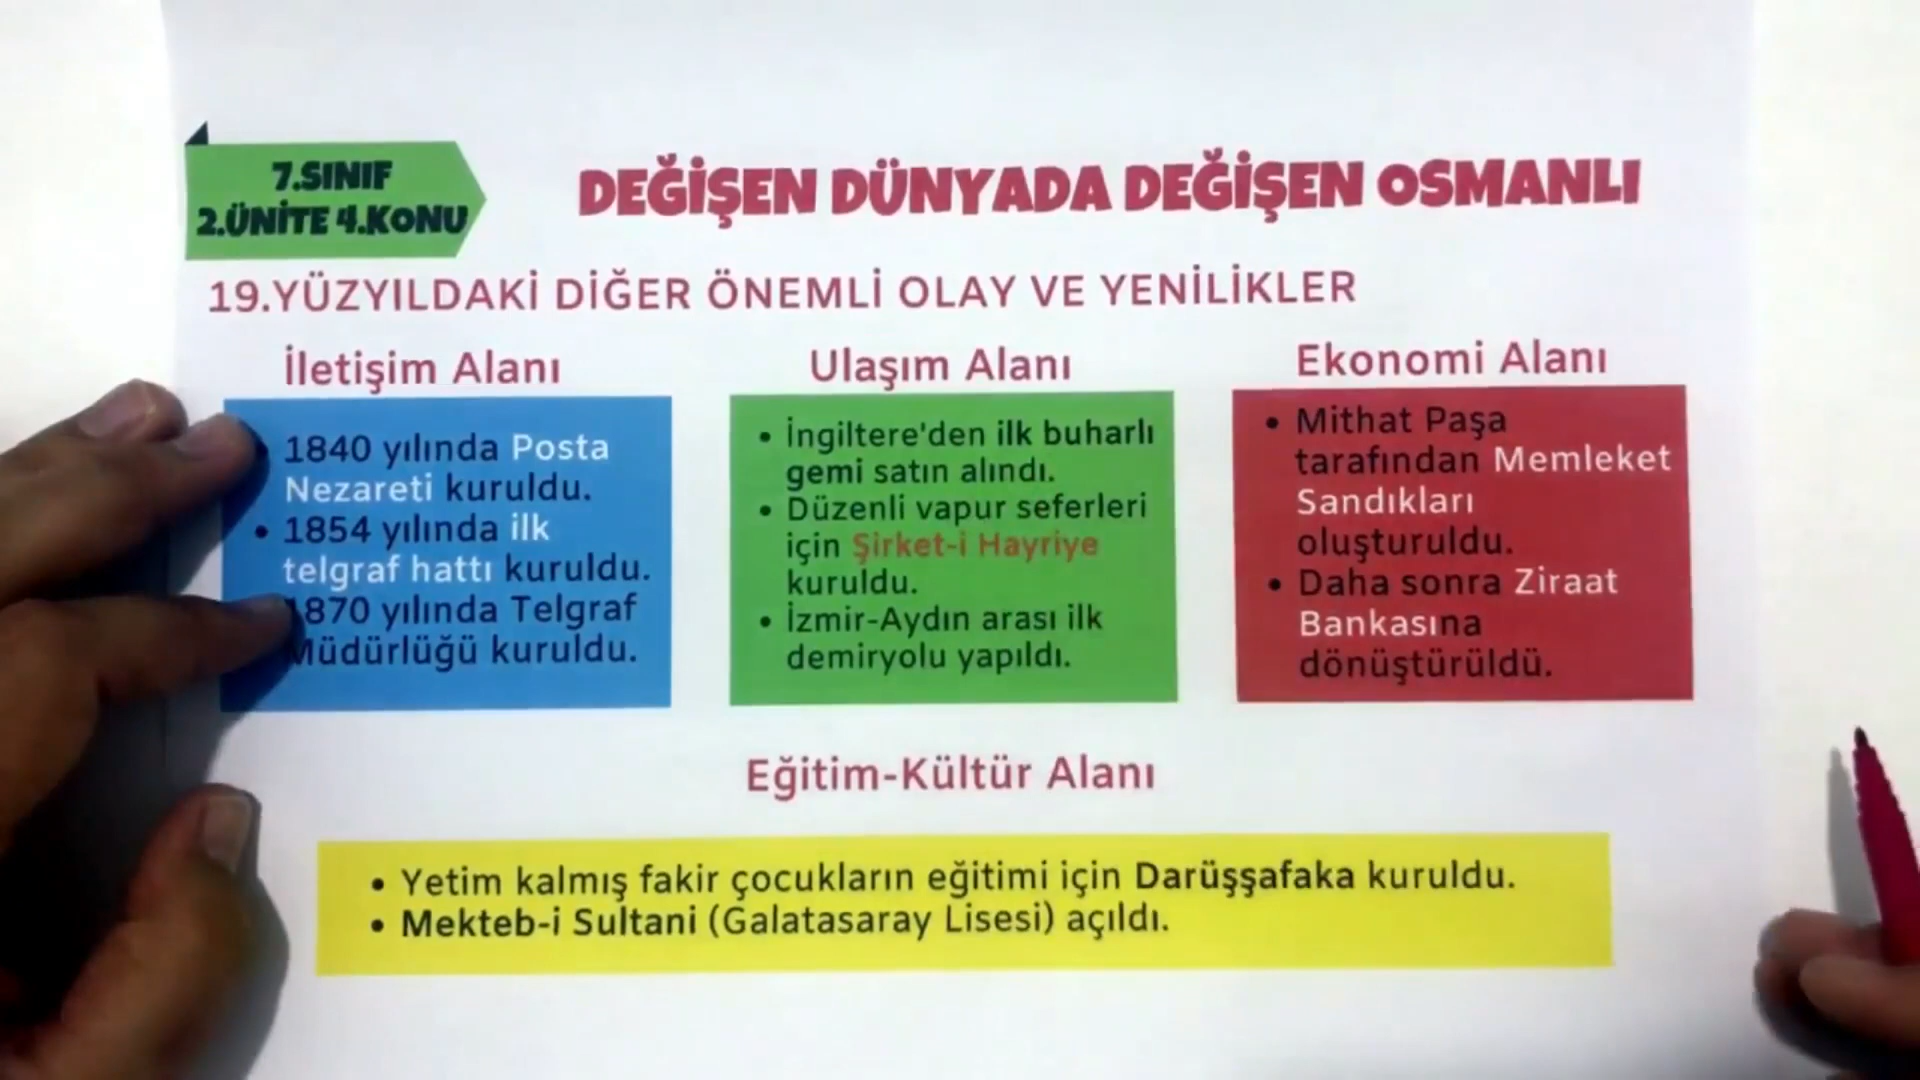 7.SINIF
2.ÜNİTE 4.KONU
DEĞİŞEN DÜNYADA DEĞİŞEN OSMANLI
19.YÜZYILDAKİ DİĞER ÖNEMLİ OLAY VE YENİLİKLER
İletişim Alanı
1840 yılında Posta
Nezareti kuruldu.
• 1854 yılında ilk
telgraf hattı kuruldu.
1870 yılında Telgraf
Müdürlüğü kuruldu.
Ulaşım Alanı
• İngiltere'den ilk buharlı
gemi satın alındı.
• Düzenli vapur seferleri
için Şirket-i Hayriye
kuruldu.
• İzmir-Aydın arası ilk
demiryolu yapıldı.
Ekonomi Alanı
• Mithat Paşa
tarafından Memleket
Sandıkları
oluşturuldu.
• Daha sonra Ziraat
Bankasına
dönüştürüldü.
Eğitim-Kültür Alanı
• Yetim kalmış fakir çocukların eğitimi için Darüşşafaka kuruldu.
• Mekteb-i Sultani (Galatasaray Lisesi) açıldı.